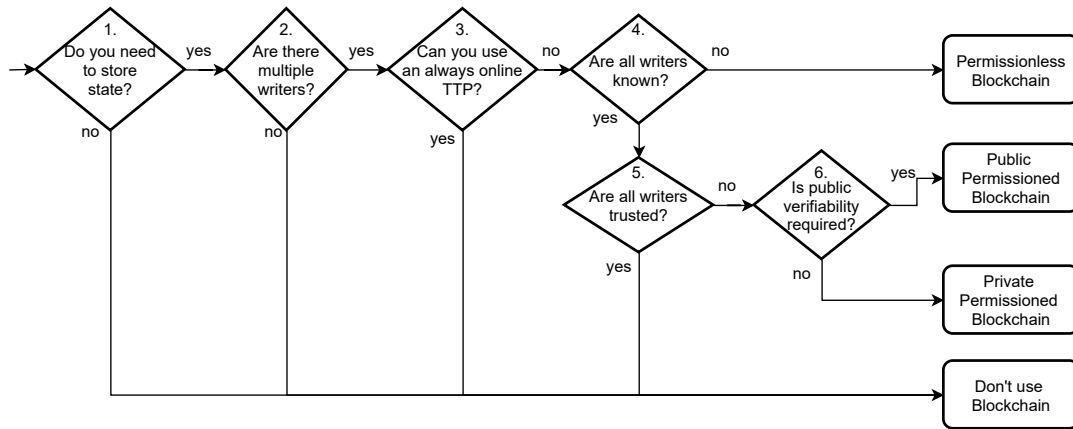 1.
Do you need
to store
state?
yes
no
2.
Are there
multiple
writers?
yes
no
3.
Can you use
an always online
TTP?
no
yes
4.
Are all writers
known?
no
yes
Permissionless
Blockchain
5.
Are all writers
trusted?
no
yes
6.
Is public
verifiability
required?
yes
no
Public
Permissioned
Blockchain
Private
Permissioned
Blockchain
Don't use
Blockchain